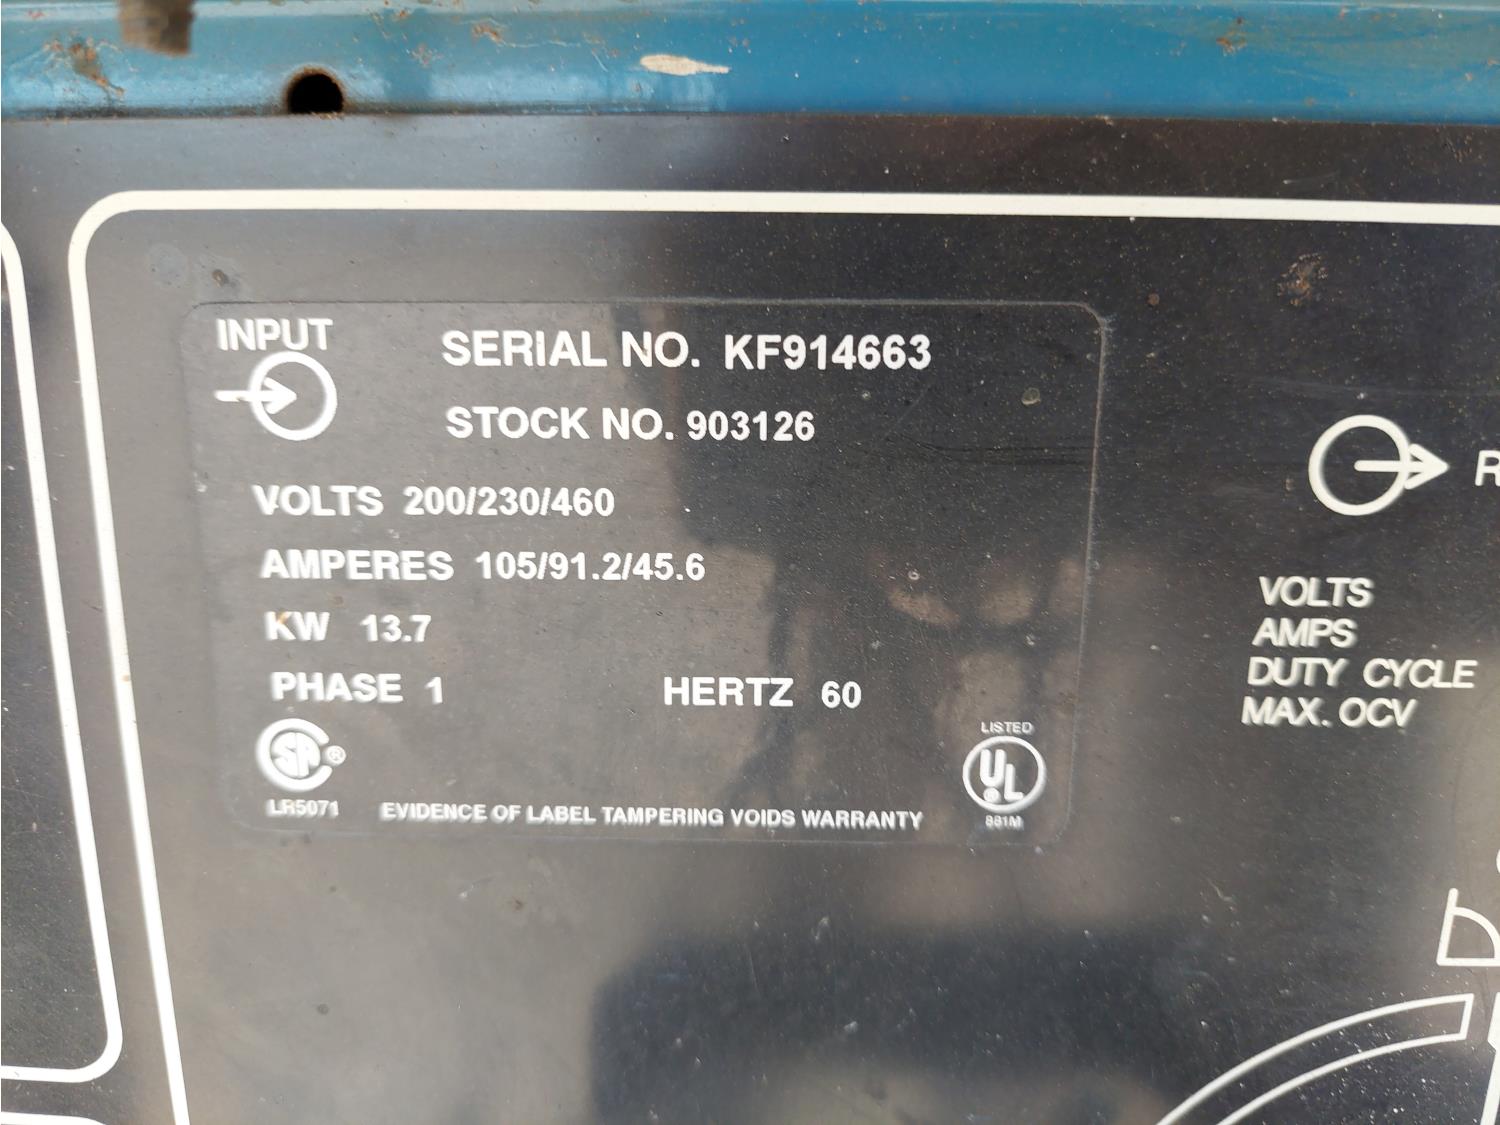 INPUT
SERIAL NO. KF914663
STOCK NO. 903126
VOLTS 200/230/460
AMPERES 105/91.2/45.6
KW 13.7
PHASE 1 HERTZ 60
SA ®
LR5071
EVIDENCE OF LABEL TAMPERING VOIDS WARRANTY
LISTED
UL ®
881M
R
VOLTS
AMPS
DUTY CYCLE
MAX. OCV